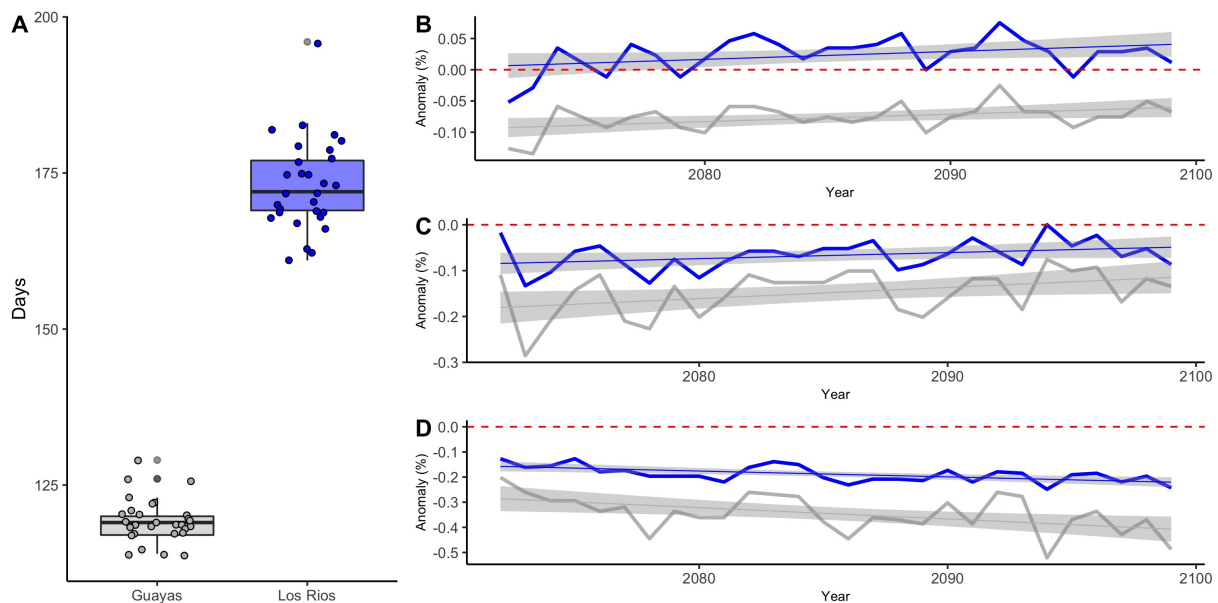 A
200
175
150
125
Days
Guayas
Los Rios
B
0.05
0.00
-0.05
-0.10
Anomaly (%)
2080
2090
2100
Year
C
0.0
-0.1
-0.2
-0.3
Anomaly (%)
2080
2090
2100
Year
D
0.0
-0.1
-0.2
-0.3
-0.4
-0.5
Anomaly (%)
2080
2090
2100
Year